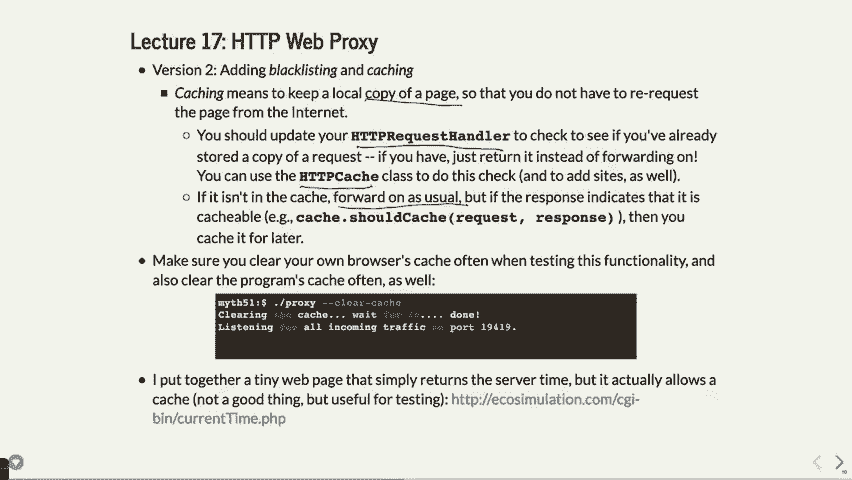 Lecture 17: HTTP Web Proxy
Version 2: Adding blacklisting and caching
Caching means to keep a local copy of a page, so that you do not have to re-request
the page from the Internet.
You should update your HTTPRequestHandler to check to see if you've already
stored a copy of a request -- if you have, just return it instead of forwarding on!
You can use the HTTPCache class to do this check (and to add sites, as well).
If it isn't in the cache, forward on as usual, but if the response indicates that it is
cacheable (e.g., cache.shouldCache(request, response) ), then you
cache it for later.
Make sure you clear your own browser's cache often when testing this functionality, and
also clear the program's cache often, as well:
myth51:$ ./proxy --clear-cache
Clearing the cache... wait for .... done!
Listening for all incoming traffic on port 19419.
I put together a tiny web page that simply returns the server time, but it actually allows a
cache (not a good thing, but useful for testing): http://ecosimulation.com/cgi-
bin/currentTime.php